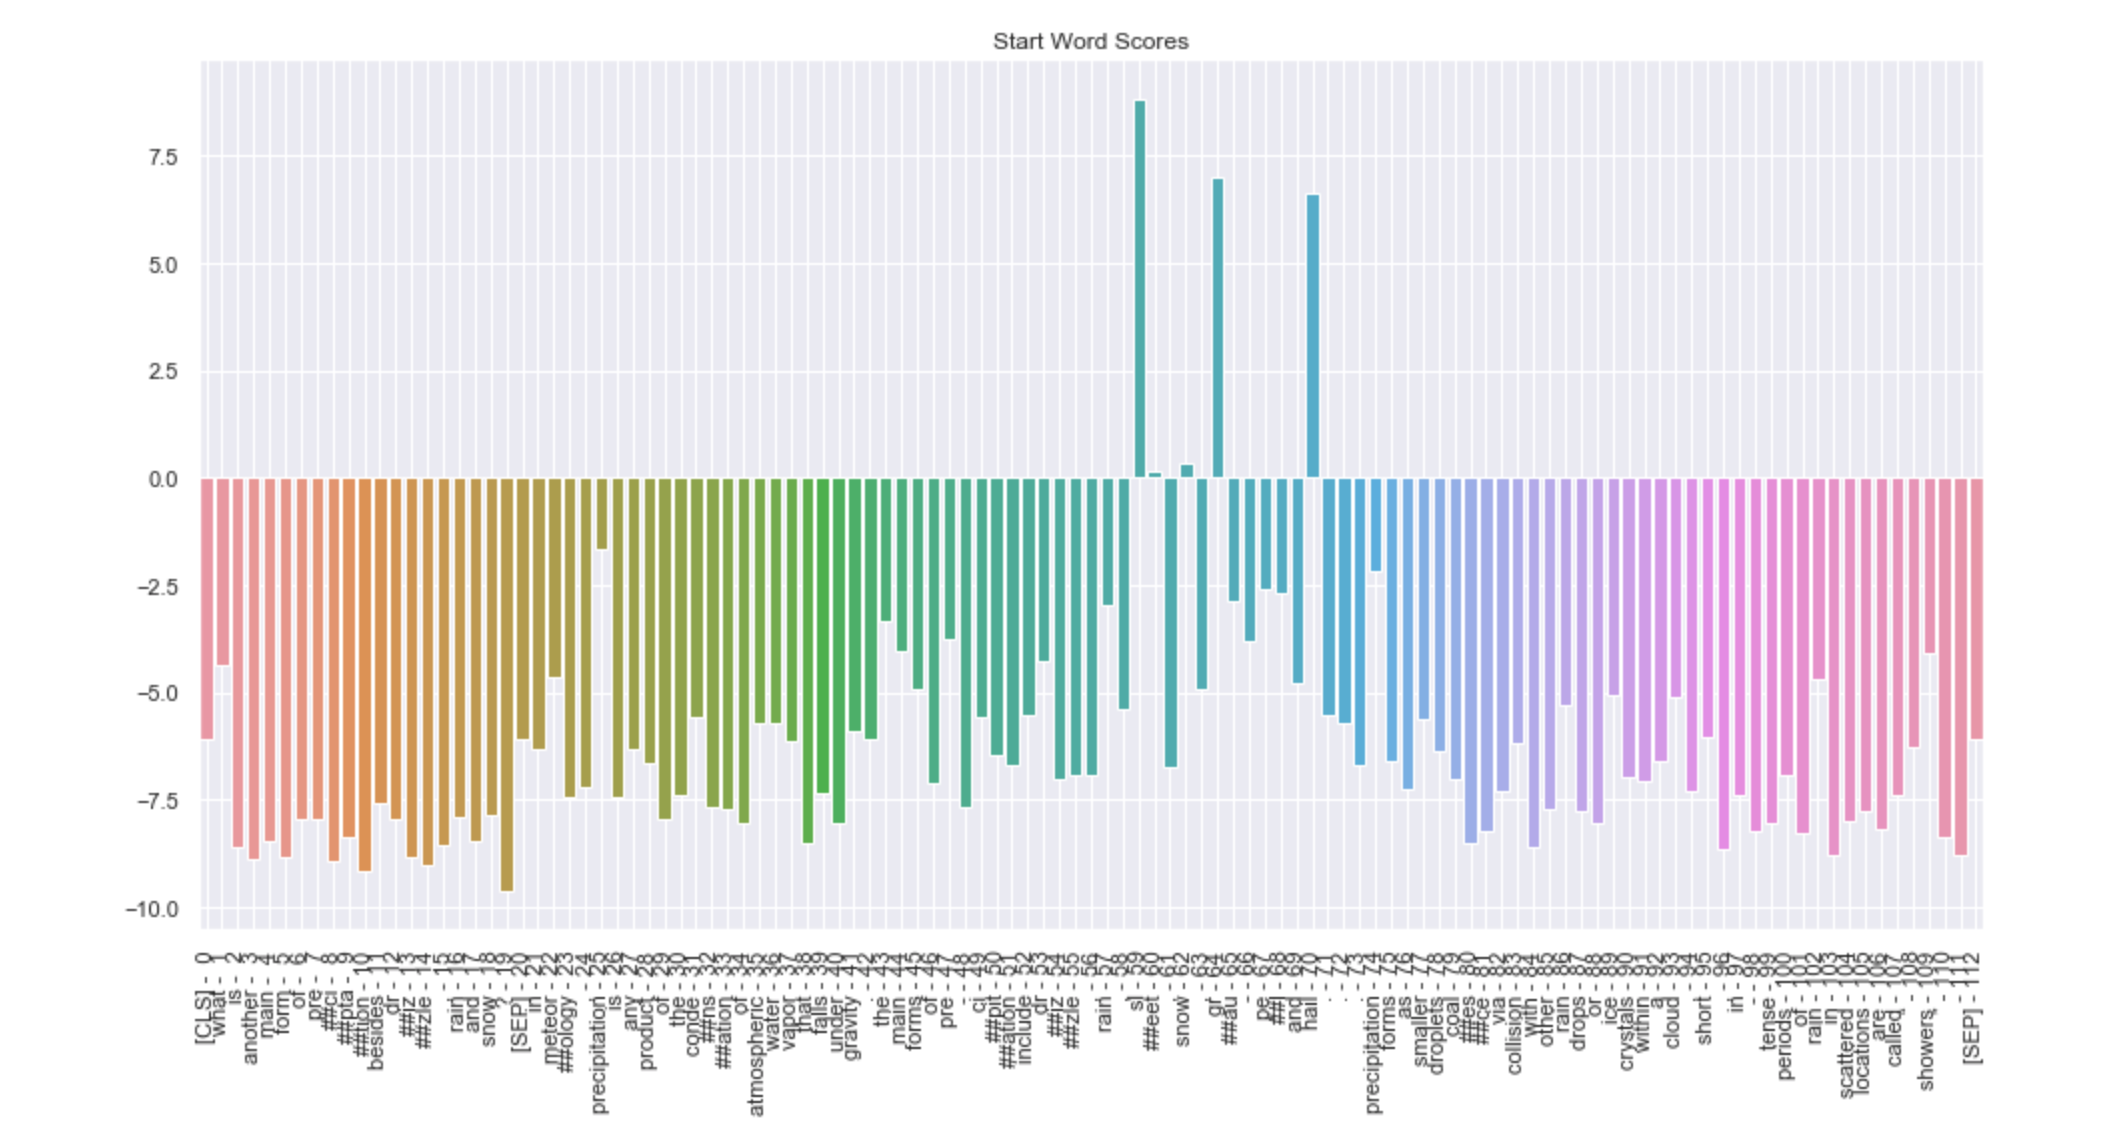 Start Word Scores
7.5
5.0
2.5
0.0
−2.5
−5.0
−7.5
−10.0
[CLS] - 0
what - 1
is - 2
another - 3
main - 4
form - 5
of - 6
pre - 7
##ci - 8
##pta - 9
##tion - 10
besides - 11
dr - 12
##iz - 13
##zle - 14
, - 15
rain - 16
and - 17
snow - 18
? - 19
[SEP] - 20
in - 21
meteor - 22
##ology - 23
, - 24
precipitation - 25
is - 26
any - 27
product - 28
of - 29
the - 30
conde - 31
##ns - 32
##ation - 33
of - 34
atmospheric - 35
water - 36
vapor - 37
that - 38
falls - 39
under - 40
gravity - 41
. - 42
the - 43
main - 44
forms - 45
of - 46
pre - 47
- 48
ci - 49
##pit - 50
##ation - 51
include - 52
dr - 53
##iz - 54
##zle - 55
, - 56
rain - 57
, - 58
sl - 59
##eet - 60
, - 61
snow - 62
, - 63
gr - 64
##au - 65
- 66
pe - 67
##l - 68
and - 69
hail - 70
. - 71
. - 72
. - 73
precipitation - 74
forms - 75
as - 76
smaller - 77
droplets - 78
coal - 79
##es - 80
##ce - 81
via - 82
collision - 83
with - 84
other - 85
rain - 86
drops - 87
or - 88
ice - 89
crystals - 90
within - 91
a - 92
cloud - 93
. - 94
short - 95
, - 96
in - 97
- 98
tense - 99
periods - 100
of - 101
rain - 102
in - 103
scattered - 104
locations - 105
are - 106
called - 107
" - 108
showers - 109
" - 110
. - 111
[SEP] - 112